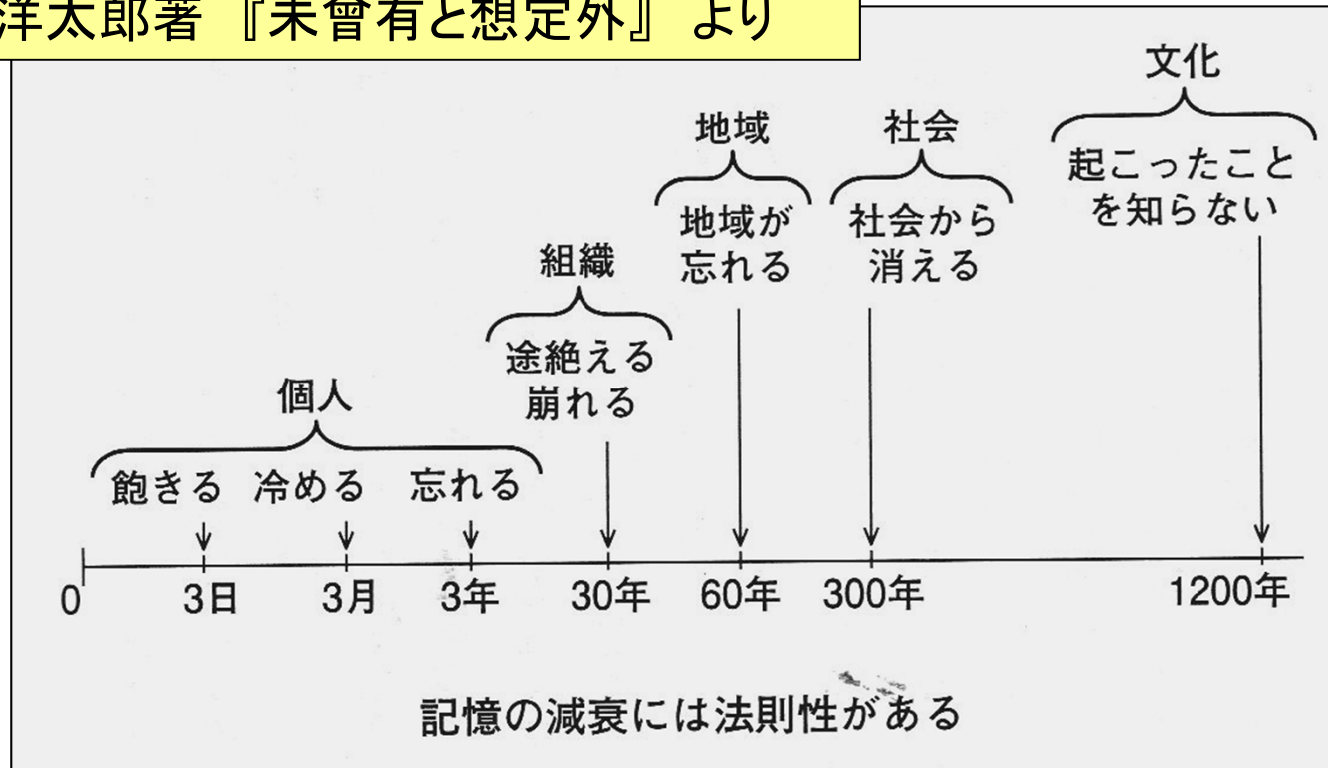 洋太郎著 『未曾有と想定外』 より
文化
起こったこと
を知らない
地域
地域が
忘れる
社会
社会から
消える
組織
途絶える
崩れる
個人
飽きる 冷める 忘れる
0 3日 3月 3年 30年 60年 300年 1200年
記憶の減衰には法則性がある